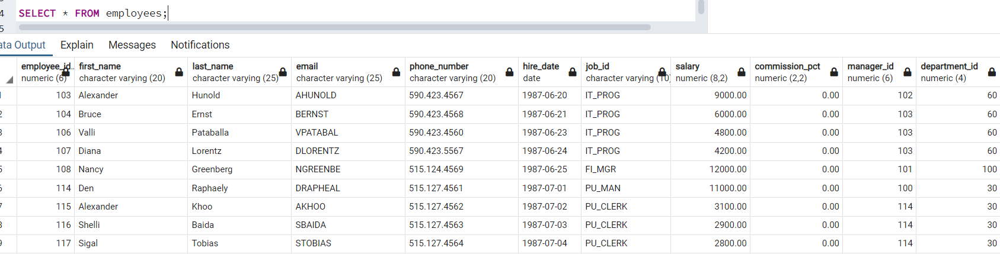 4 SELECT * FROM employees;
5
ata Output Explain Messages Notifications
employee_id.. first_name last_name email phone_number hire_date job_id salary commission_pct manager_id department_id
numeric (6) character varying (20) character varying (25) character varying (25) character varying (20) date character varying (10) numeric (8,2) numeric (2,2) numeric (6) numeric (4)
1 103 Alexander Hunold AHUNOLD 590.423.4567 1987-06-20 IT_PROG 9000.00 0.00 102 60
2 104 Bruce Ernst BERNST 590.423.4568 1987-06-21 IT_PROG 6000.00 0.00 103 60
3 106 Valli Pataballa VPATABAL 590.423.4560 1987-06-23 IT_PROG 4800.00 0.00 103 60
4 107 Diana Lorentz DLORENTZ 590.423.5567 1987-06-24 IT_PROG 4200.00 0.00 103 60
5 108 Nancy Greenberg NGREENBE 515.124.4569 1987-06-25 FI_MGR 12000.00 0.00 101 100
6 114 Den Raphaely DRAPHEAL 515.127.4561 1987-07-01 PU_MAN 11000.00 0.00 100 30
7 115 Alexander Khoo AKHOO 515.127.4562 1987-07-02 PU_CLERK 3100.00 0.00 114 30
8 116 Shelli Baida SBAIDA 515.127.4563 1987-07-03 PU_CLERK 2900.00 0.00 114 30
9 117 Sigal Tobias STOBIAS 515.127.4564 1987-07-04 PU_CLERK 2800.00 0.00 114 30